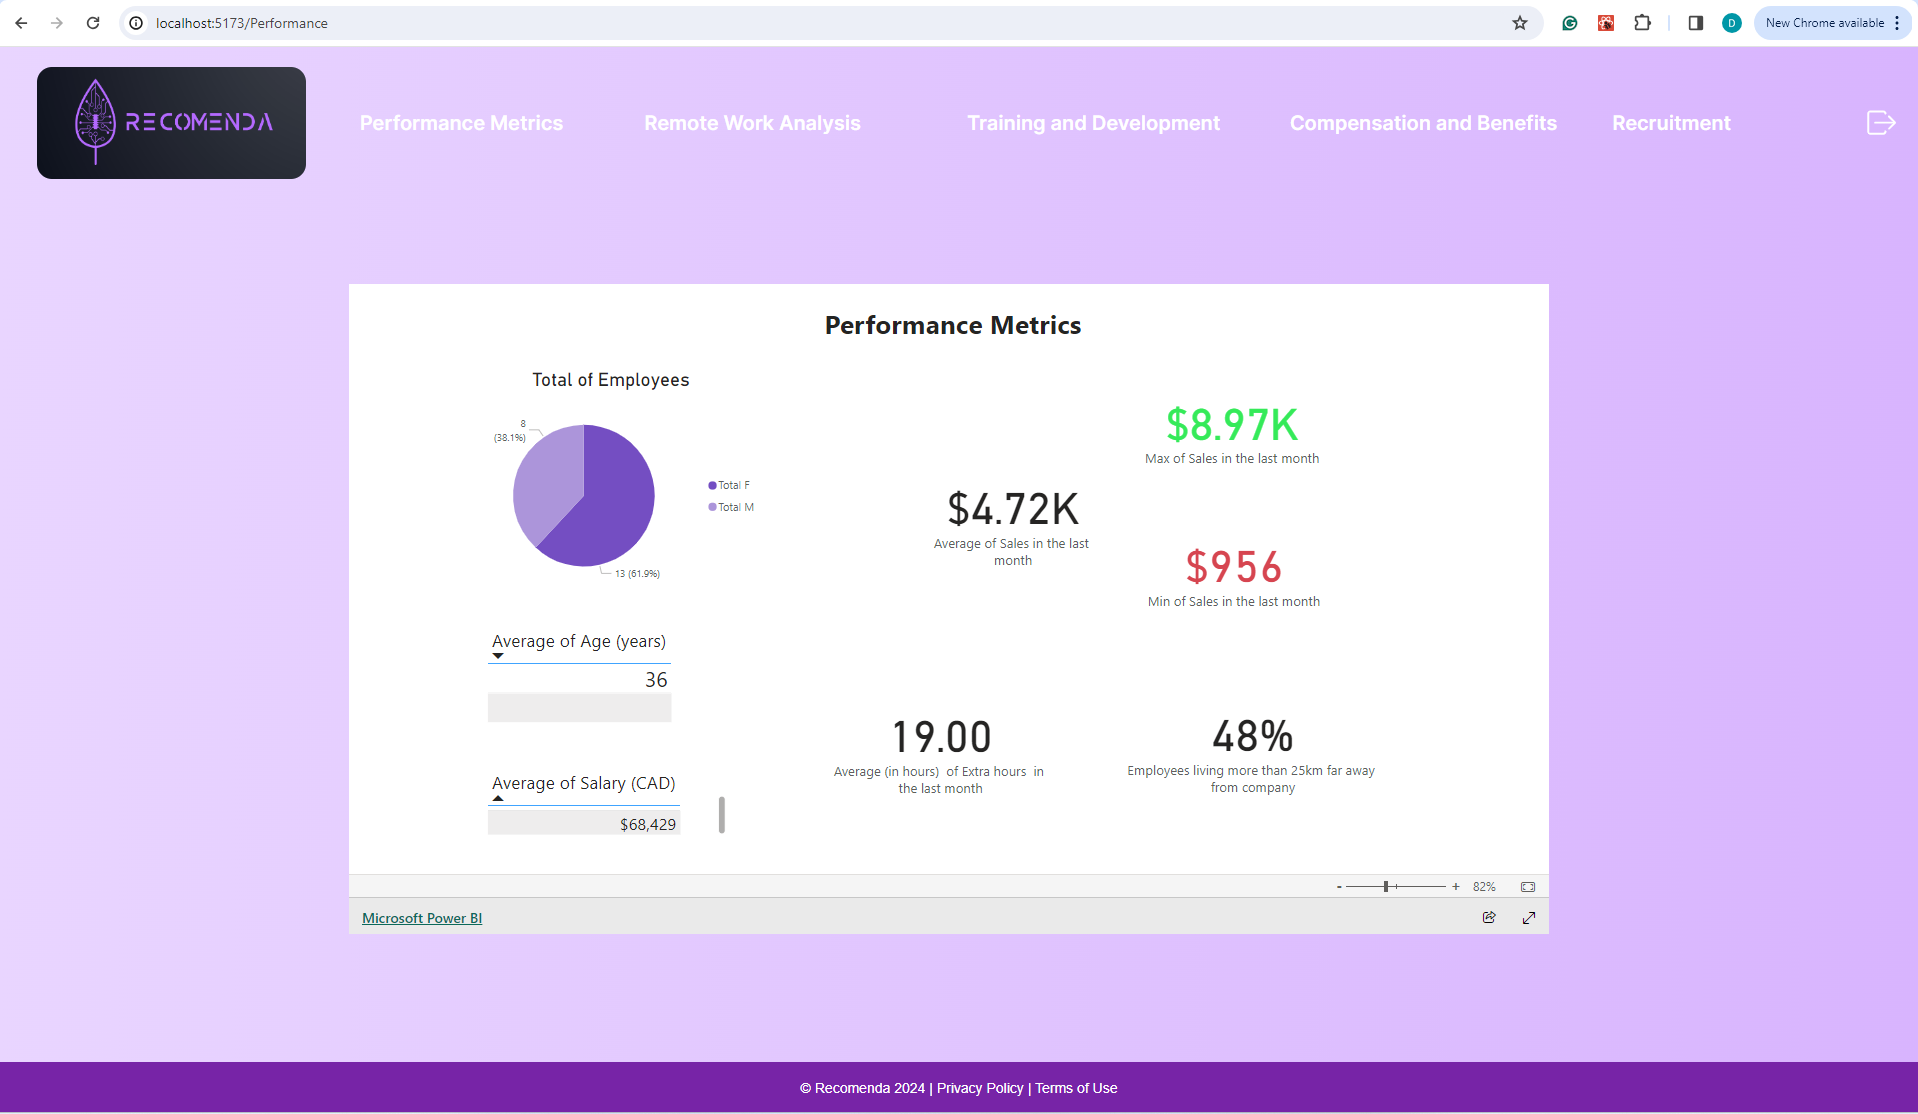 localhost:5173/Performance
D
New Chrome available
RECOMENDA
Performance Metrics
Remote Work Analysis
Training and Development
Compensation and Benefits
Recruitment
Performance Metrics
Total of Employees
8
(38.1%)
13 (61.9%)
Total F
Total M
$8.97K
Max of Sales in the last month
$4.72K
Average of Sales in the last
month
$956
Min of Sales in the last month
Average of Age (years)
36
Average of Salary (CAD)
$68,429
19.00
Average (in hours) of Extra hours in
the last month
48%
Employees living more than 25km far away
from company
- + 82%
Microsoft Power BI
© Recomenda 2024 | Privacy Policy | Terms of Use